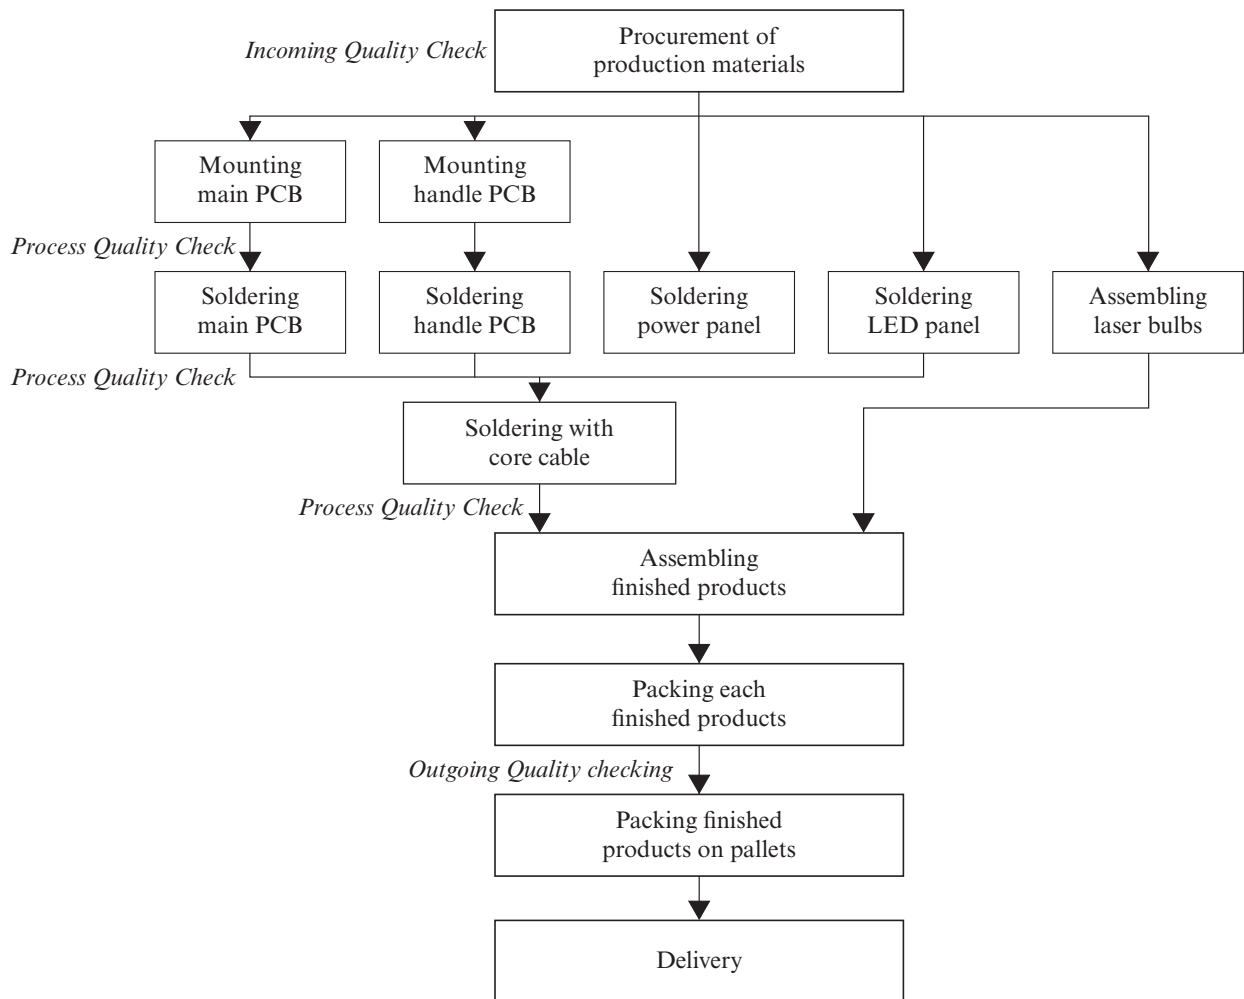 Incoming Quality Check
Procurement of
production materials
Mounting
main PCB
Mounting
handle PCB
Process Quality Check
Soldering
main PCB
Soldering
handle PCB
Soldering
power panel
Soldering
LED panel
Assembling
laser bulbs
Process Quality Check
Soldering with
core cable
Process Quality Check
Assembling
finished products
Packing each
finished products
Outgoing Quality checking
Packing finished
products on pallets
Delivery